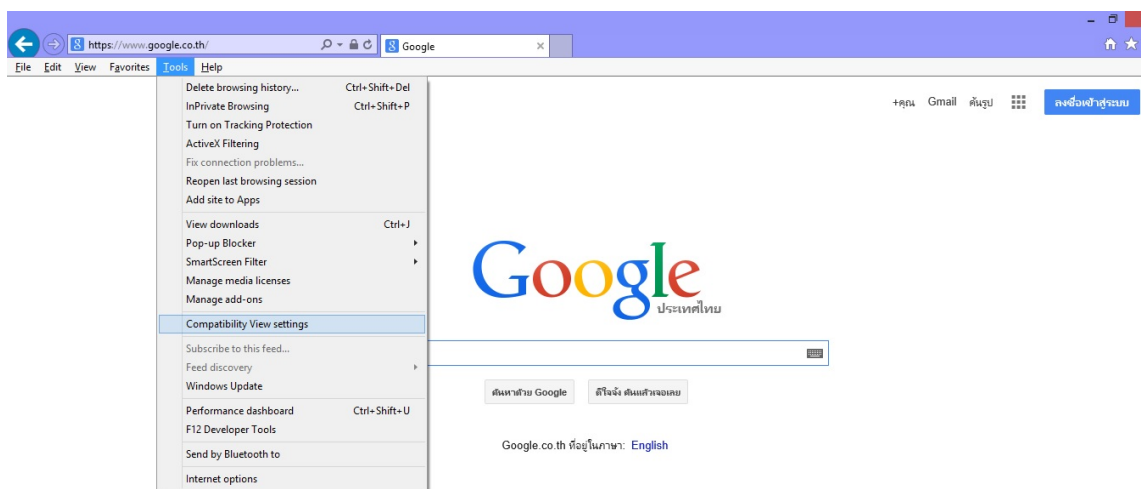 https://www.google.co.th/
Google
File Edit View Favorites Tools Help
Delete browsing history... Ctrl+Shift+Del
InPrivate Browsing Ctrl+Shift+P
Turn on Tracking Protection
ActiveX Filtering
Fix connection problems...
Reopen last browsing session
Add site to Apps
View downloads Ctrl+J
Pop-up Blocker
SmartScreen Filter
Manage media licenses
Manage add-ons
Compatibility View settings
Subscribe to this feed...
Feed discovery
Windows Update
Performance dashboard Ctrl+Shift+U
F12 Developer Tools
Send by Bluetooth to
Internet options
+คุณ Gmail ค้นรูป ลงชื่อเข้าสู่ระบบ
Google
ประเทศไทย
ค้นหาด้วย Google ดีใจจัง ค้นแล้วเจอเลย
Google.co.th ที่อยู่ในภาษา: English